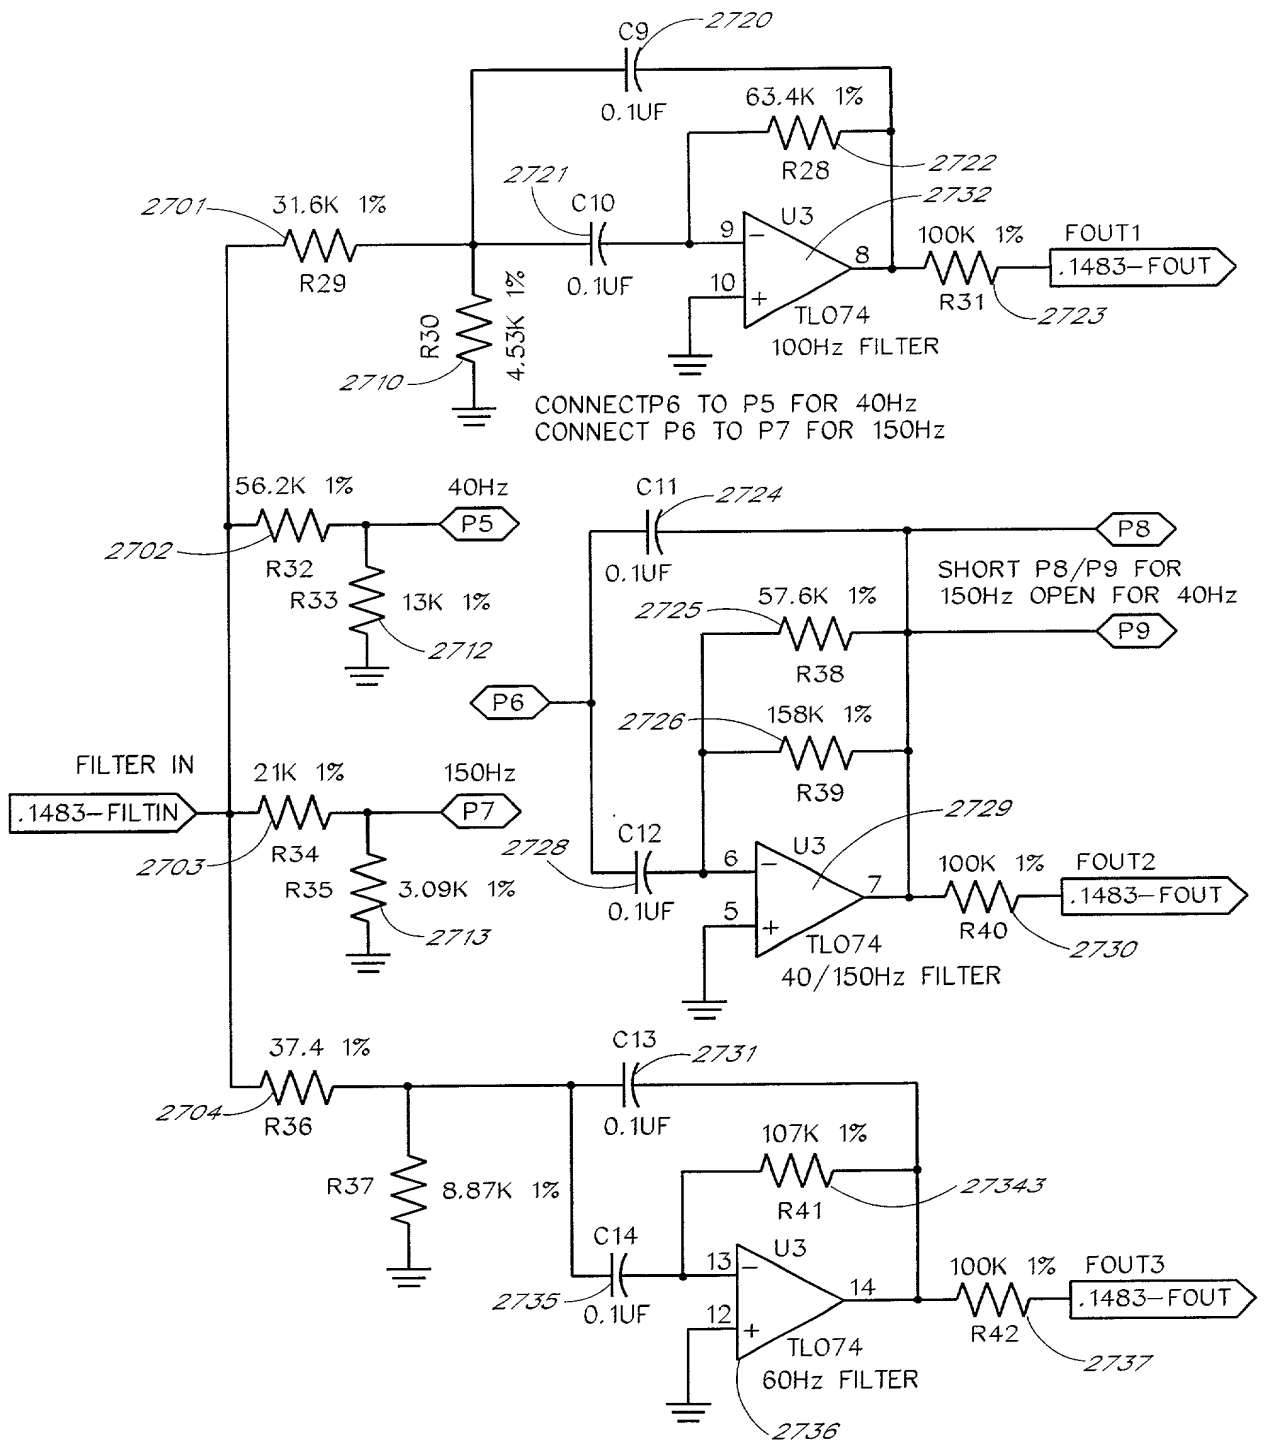 C9
2720
0.1UF
63.4K 1%
R28
2722
2721
C10
0.1UF
2701
31.6K 1%
R29
U3
2732
9
8
10
TL074
100Hz FILTER
100K 1%
R31
2723
FOUT1
.1483-FOUT
R30
4.53K 1%
2710
CONNECTP6 TO P5 FOR 40Hz
CONNECT P6 TO P7 FOR 150Hz
56.2K 1%
2702
R32
40Hz
P5
R33
13K 1%
2712
C11
2724
0.1UF
P8
SHORT P8/P9 FOR
150Hz OPEN FOR 40Hz
P9
2725
57.6K 1%
R38
P6
2726
158K 1%
R39
FILTER IN
.1483-FILTIN
21K 1%
2703
R34
150Hz
P7
R35
3.09K 1%
2713
2728
C12
0.1UF
U3
2729
6
7
5
TL074
40/150Hz FILTER
100K 1%
R40
2730
FOUT2
.1483-FOUT
37.4 1%
2704
R36
C13
2731
0.1UF
R37
8.87K 1%
107K 1%
R41
27343
C14
2735
0.1UF
U3
13
14
12
TL074
60Hz FILTER
2736
100K 1%
R42
2737
FOUT3
.1483-FOUT